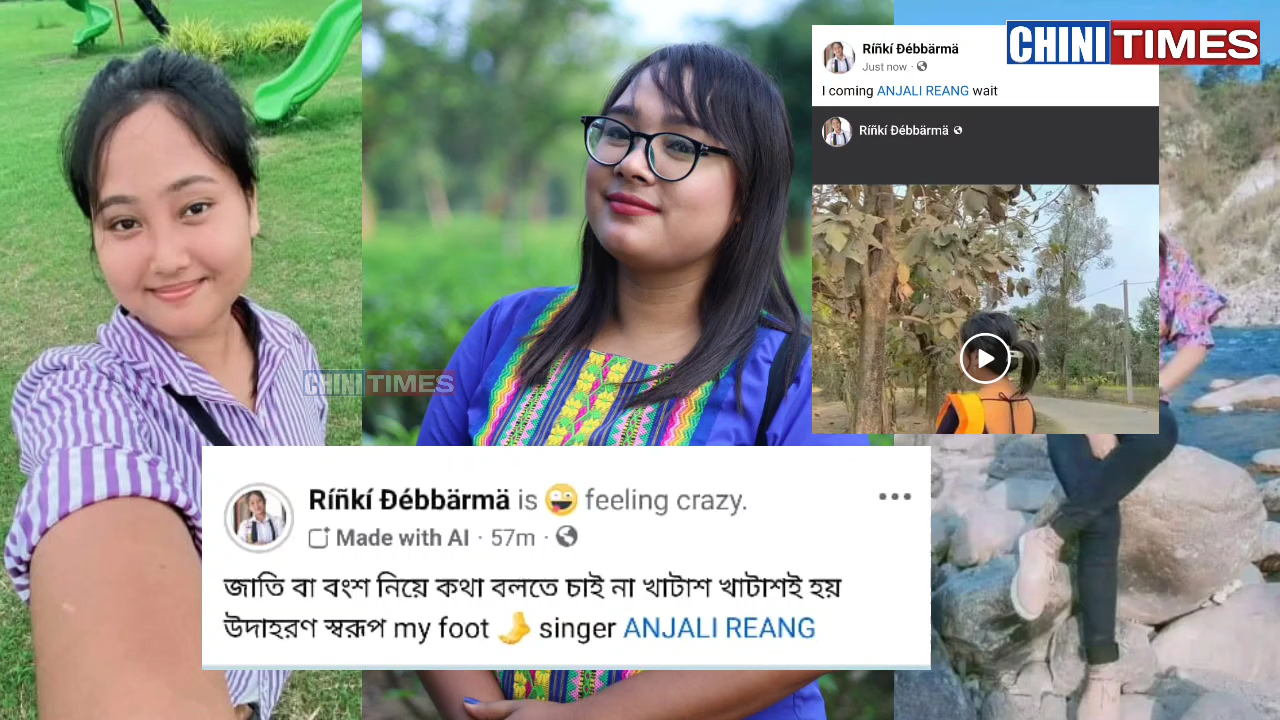 CHINI TIMES
Ríñkí Đébbärmä
Just now ·
I coming ANJALI REANG wait
Ríñkí Đébbärmä
CHINI TIMES
Ríñkí Đébbärmä is 🤪 feeling crazy.
Made with AI · 57m ·
জাতি বা বংশ নিয়ে কথা বলতে চাই না খাটাশ খাটাশই হয়
উদাহরণ স্বরূপ my foot 🦶 singer ANJALI REANG